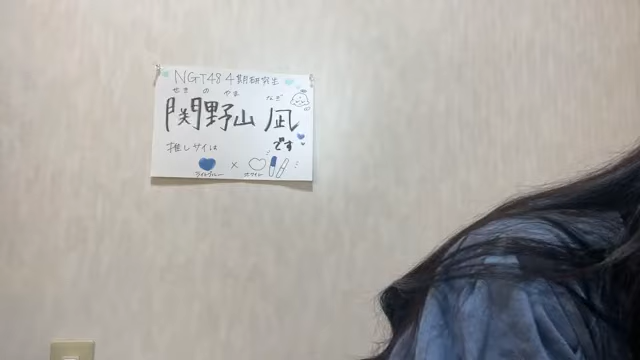 NGT48 4期研究生
せきのやま なぎ
関野山 凪
です
推しサイは
ライトブルー × ホワイト